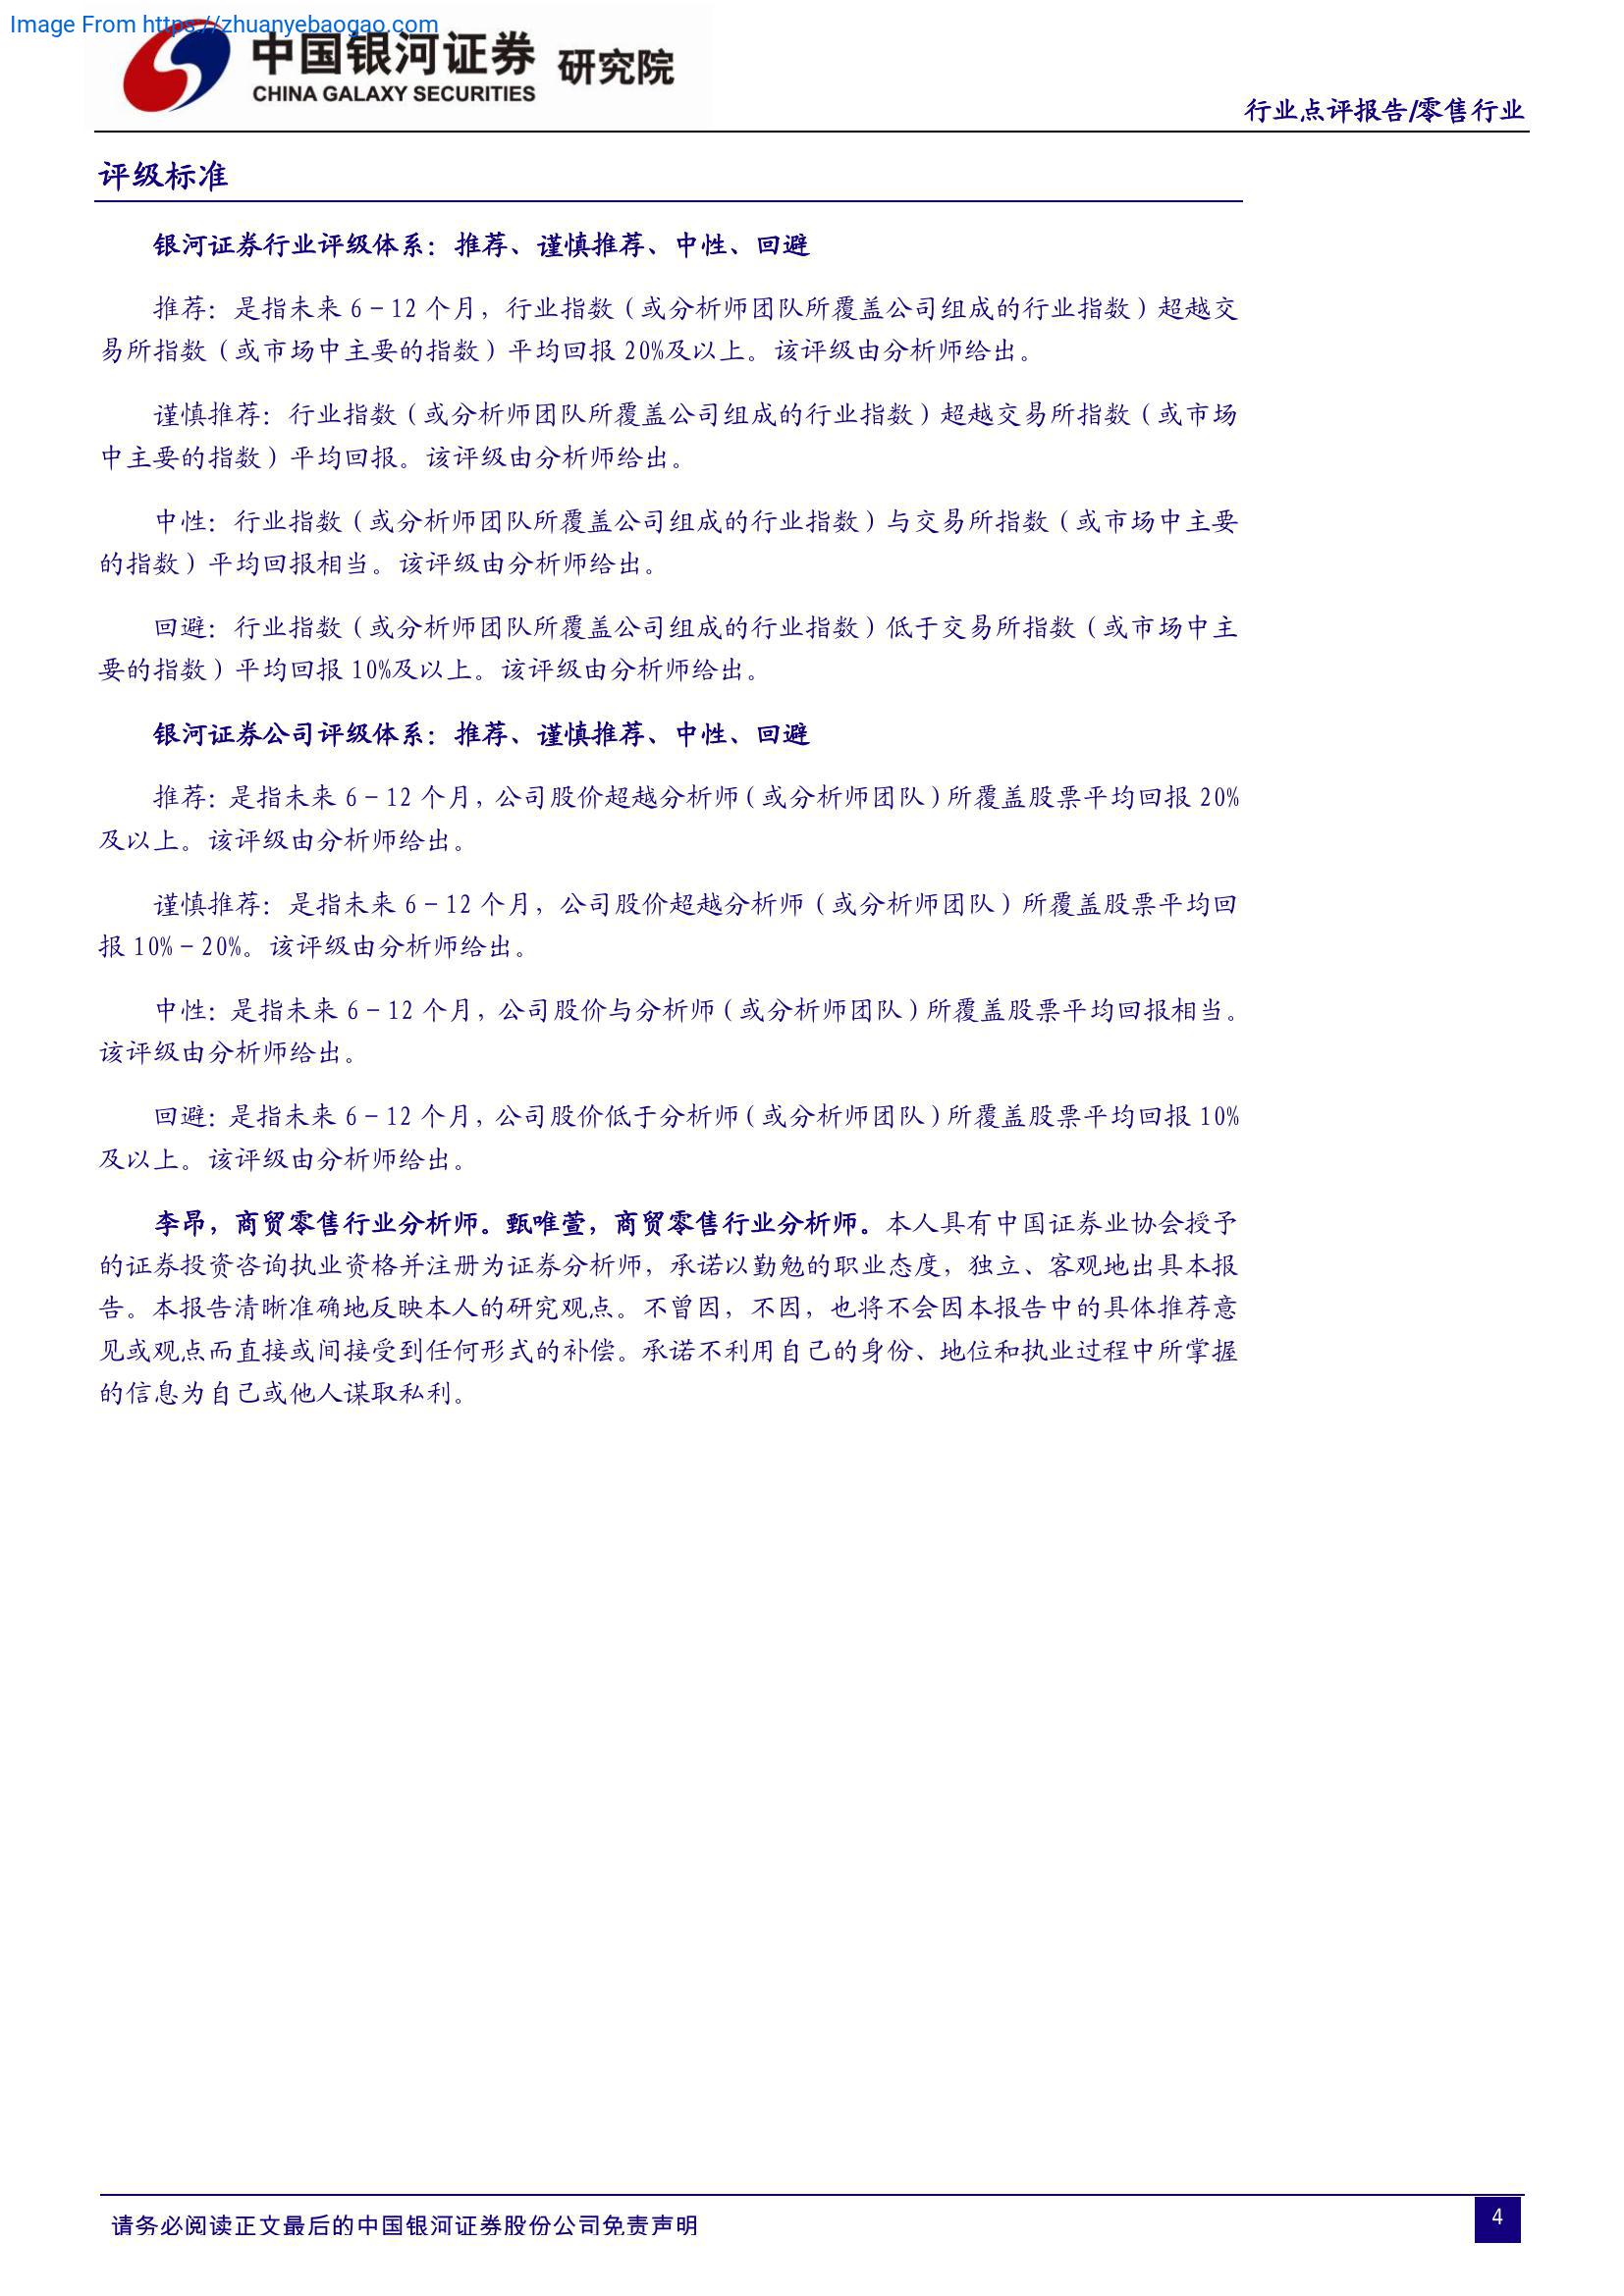 Image From https://zhuanyebaogao.com
中国银河证券 研究院
CHINA GALAXY SECURITIES
行业点评报告/零售行业
评级标准
银河证券行业评级体系：推荐、谨慎推荐、中性、回避
推荐：是指未来 6－12 个月，行业指数（或分析师团队所覆盖公司组成的行业指数）超越交
易所指数（或市场中主要的指数）平均回报 20%及以上。该评级由分析师给出。
谨慎推荐：行业指数（或分析师团队所覆盖公司组成的行业指数）超越交易所指数（或市场
中主要的指数）平均回报。该评级由分析师给出。
中性：行业指数（或分析师团队所覆盖公司组成的行业指数）与交易所指数（或市场中主要
的指数）平均回报相当。该评级由分析师给出。
回避：行业指数（或分析师团队所覆盖公司组成的行业指数）低于交易所指数（或市场中主
要的指数）平均回报 10%及以上。该评级由分析师给出。
银河证券公司评级体系：推荐、谨慎推荐、中性、回避
推荐：是指未来 6－12 个月，公司股价超越分析师（或分析师团队）所覆盖股票平均回报 20%
及以上。该评级由分析师给出。
谨慎推荐：是指未来 6－12 个月，公司股价超越分析师（或分析师团队）所覆盖股票平均回
报 10%－20%。该评级由分析师给出。
中性：是指未来 6－12 个月，公司股价与分析师（或分析师团队）所覆盖股票平均回报相当。
该评级由分析师给出。
回避：是指未来 6－12 个月，公司股价低于分析师（或分析师团队）所覆盖股票平均回报 10%
及以上。该评级由分析师给出。
李昂，商贸零售行业分析师。甄唯萱，商贸零售行业分析师。本人具有中国证券业协会授予
的证券投资咨询执业资格并注册为证券分析师，承诺以勤勉的职业态度，独立、客观地出具本报
告。本报告清晰准确地反映本人的研究观点。不曾因，不因，也将不会因本报告中的具体推荐意
见或观点而直接或间接受到任何形式的补偿。承诺不利用自己的身份、地位和执业过程中所掌握
的信息为自己或他人谋取私利。
请务必阅读正文最后的中国银河证券股份公司免责声明
4